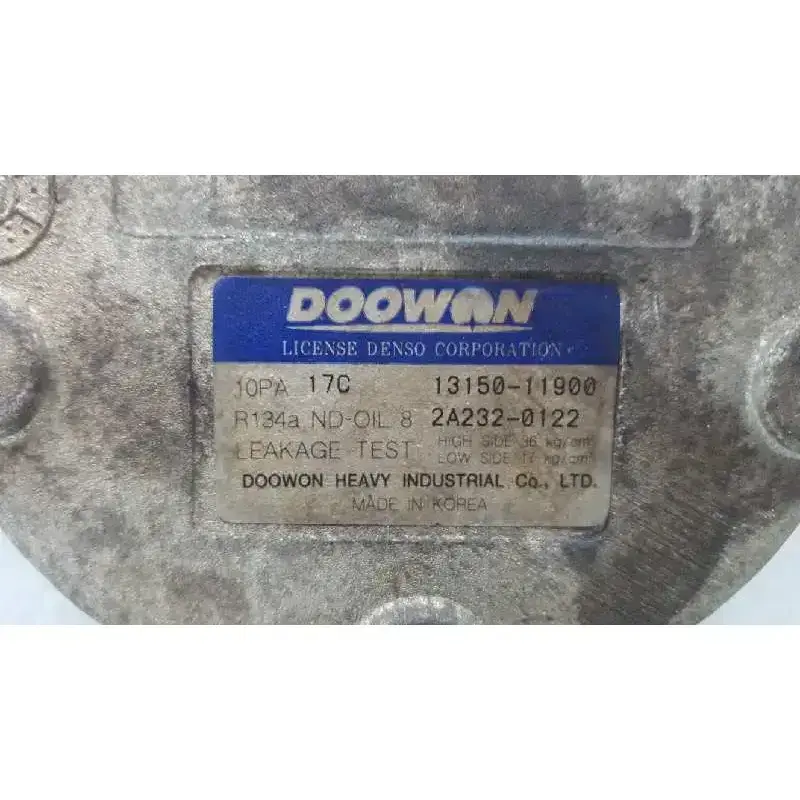 DOOWON
LICENSE DENSO CORPORATION
10PA 17C 13150-11900
R134a ND-OIL 8 2A232-0122
LEAKAGE TEST HIGH SIDE 36 kg/cm²
LOW SIDE 17 kg/cm²
DOOWON HEAVY INDUSTRIAL Co., LTD.
MADE IN KOREA